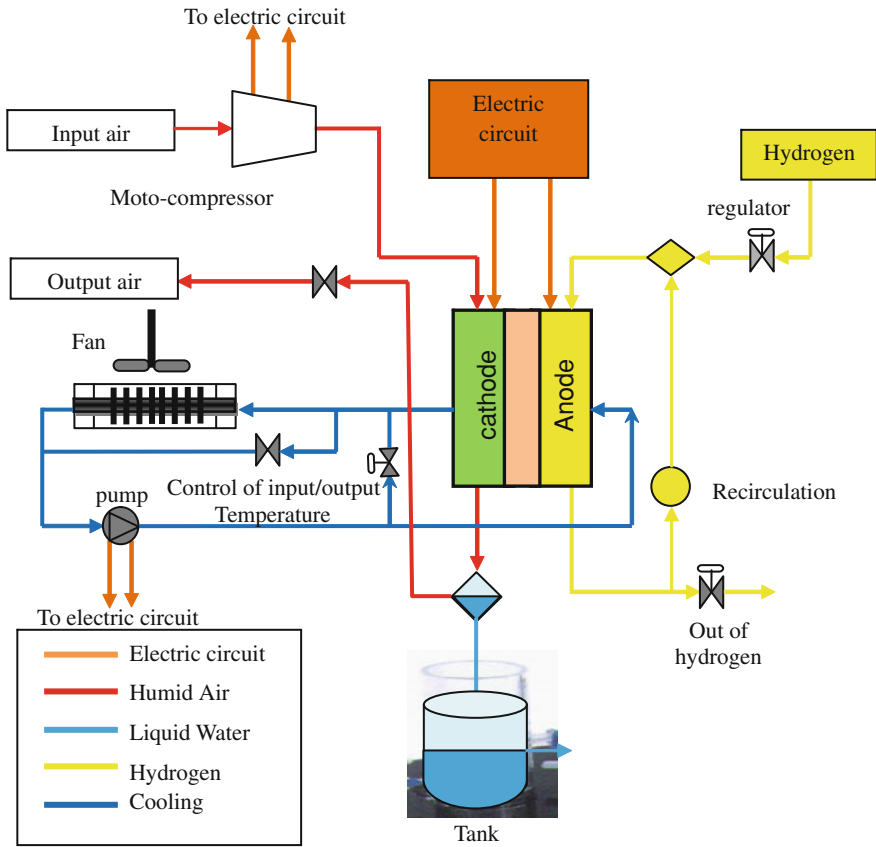 To electric circuit
Input air
Electric
circuit
Hydrogen
Moto-compressor
regulator
Output air
Fan
cathode
Anode
Control of input/output
Temperature
pump
Recirculation
To electric circuit
Out of
hydrogen
Electric circuit
Humid Air
Liquid Water
Hydrogen
Cooling
Tank